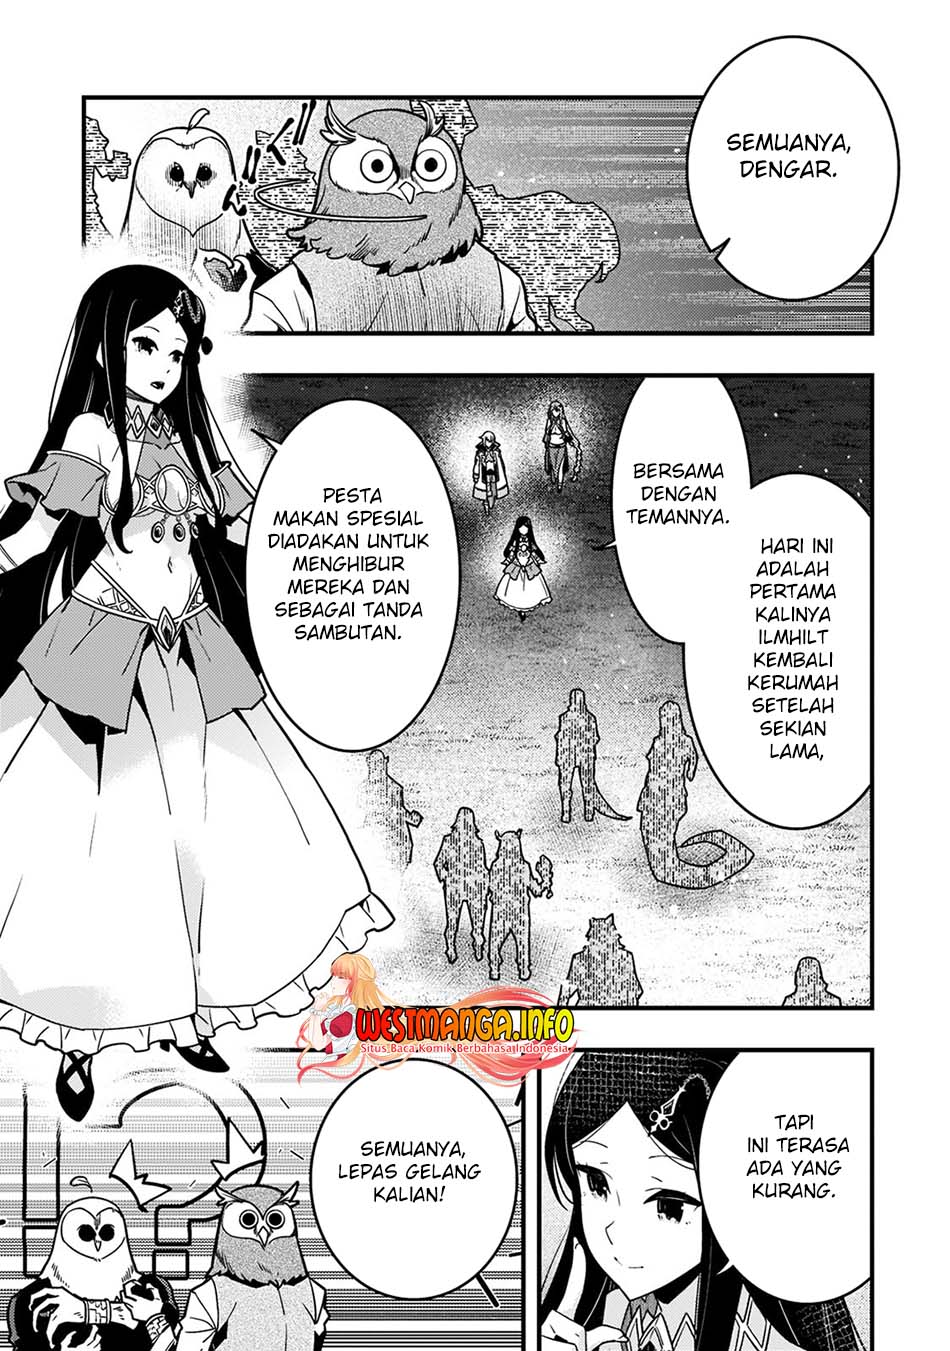 SEMUANYA,
DENGAR.
HARI INI
ADALAH
PERTAMA
KALINYA
ILMHILT
KEMBALI
KERUMAH
SETELAH
SEKIAN
LAMA,
BERSAMA
DENGAN
TEMANNYA.
PESTA
MAKAN SPESIAL
DIADAKAN UNTUK
MENGHIBUR
MEREKA DAN
SEBAGAI TANDA
SAMBUTAN.
WESTMANGA.INFO
Situs Baca Komik Berbahasa Indonesia
TAPI
INI TERASA
ADA YANG
KURANG.
SEMUANYA,
LEPAS GELANG
KALIAN!
!?